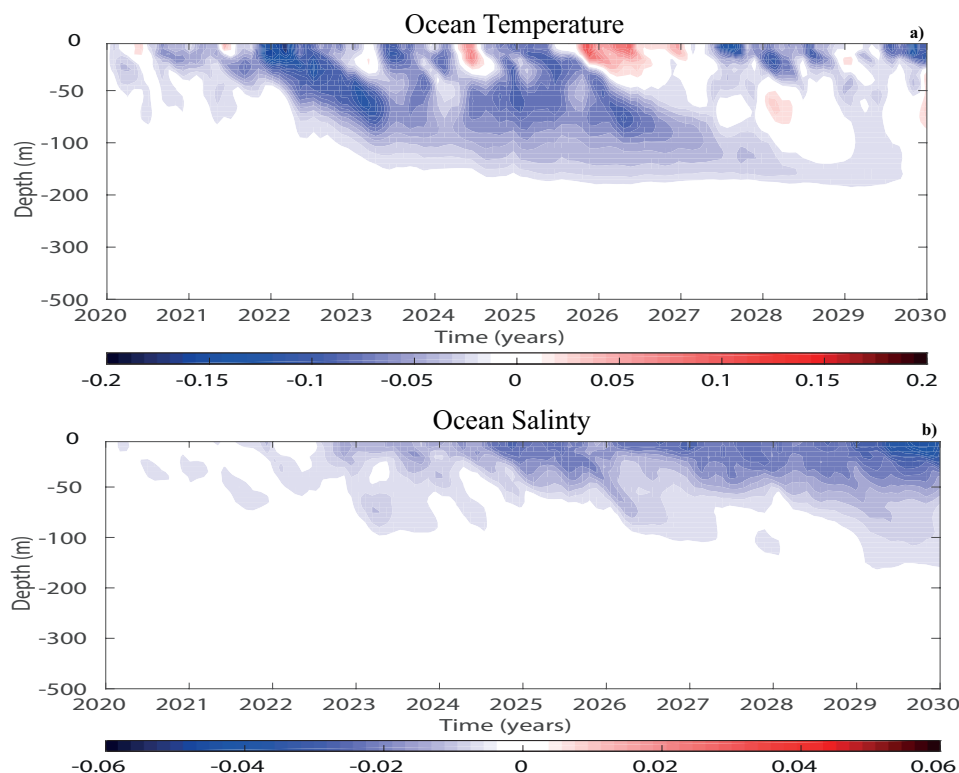 Ocean Temperature
a)
0
-50
-100
-200
-300
-500
Depth (m)
2020 2021 2022 2023 2024 2025 2026 2027 2028 2029 2030
Time (years)
-0.2 -0.15 -0.1 -0.05 0 0.05 0.1 0.15 0.2
Ocean Salinty
b)
0
-50
-100
-200
-300
-500
Depth (m)
2020 2021 2022 2023 2024 2025 2026 2027 2028 2029 2030
Time (years)
-0.06 -0.04 -0.02 0 0.02 0.04 0.06